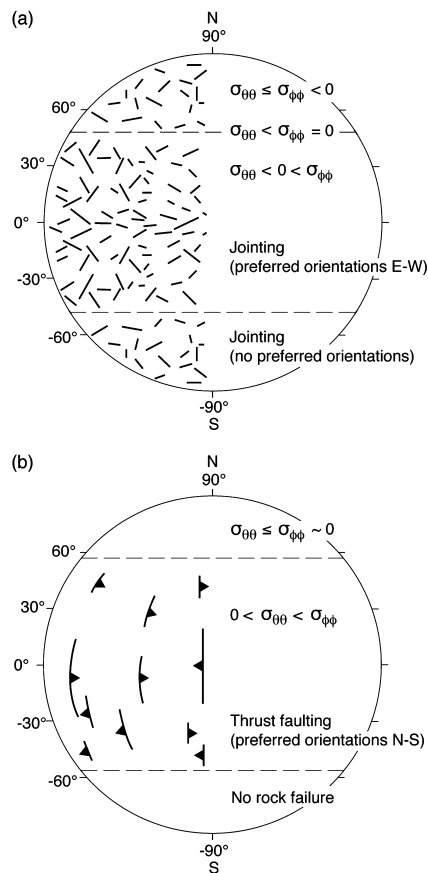 (a)
N
90°
σθθ ≤ σϕϕ < 0
60°
σθθ < σϕϕ = 0
30°
σθθ < 0 < σϕϕ
0°
Jointing
(preferred orientations E-W)
-30°
-60°
Jointing
(no preferred orientations)
-90°
S
(b)
N
90°
σθθ ≤ σϕϕ ~ 0
60°
30°
0 < σθθ < σϕϕ
0°
-30°
Thrust faulting
(preferred orientations N-S)
-60°
No rock failure
-90°
S